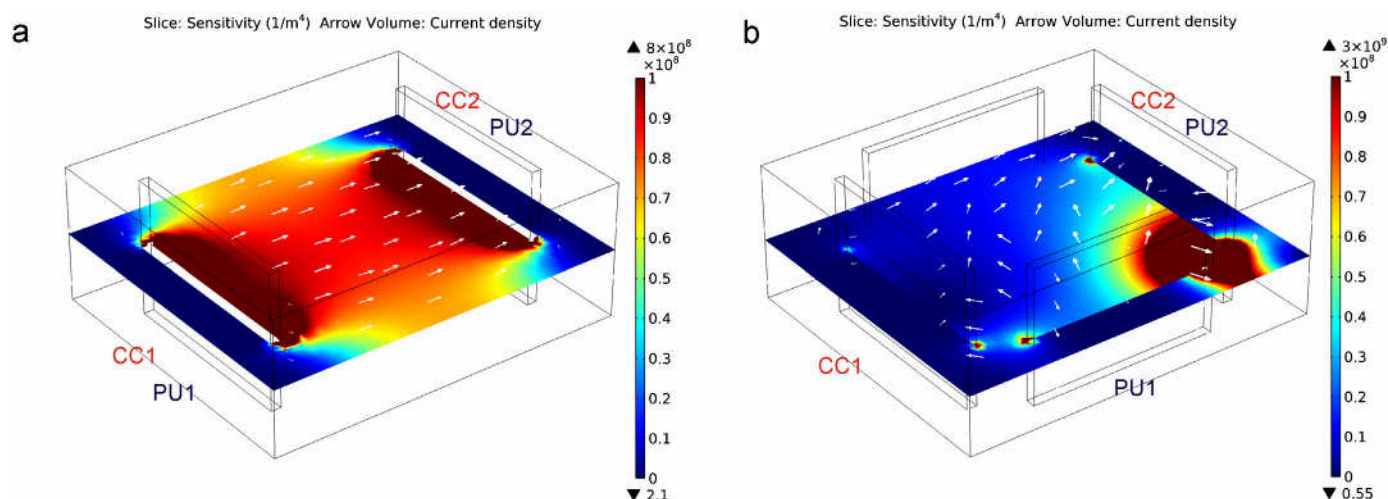 a
Slice: Sensitivity (1/m⁴) Arrow Volume: Current density
▲ 8×10⁸
×10⁸
1
0.9
0.8
0.7
0.6
0.5
0.4
0.3
0.2
0.1
0
▼ 2.1
CC2
PU2
CC1
PU1
b
Slice: Sensitivity (1/m⁴) Arrow Volume: Current density
▲ 3×10⁹
×10⁸
1
0.9
0.8
0.7
0.6
0.5
0.4
0.3
0.2
0.1
0
▼ 0.55
CC2
PU2
CC1
PU1